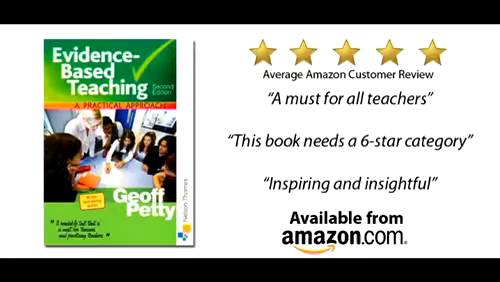 Evidence-
Based
Teaching
Second
Edition
A PRACTICAL APPROACH
Geoff
Petty
Nelson Thornes
Average Amazon Customer Review
“A must for all teachers”
“This book needs a 6-star category”
“Inspiring and insightful”
Available from
amazon.com®